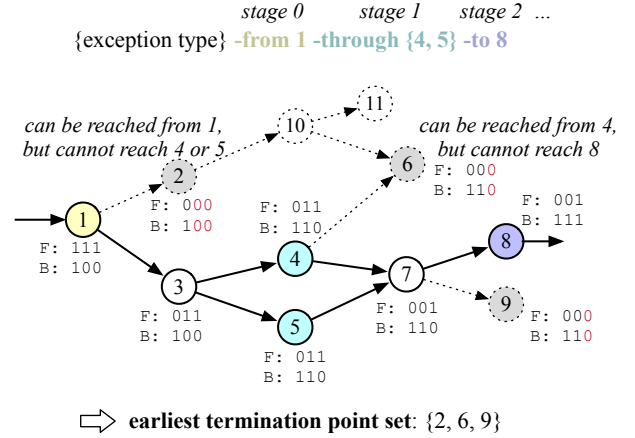 stage 0 stage 1 stage 2 ...
{exception type} -from 1 -through {4, 5} -to 8
11
10
can be reached from 1,
but cannot reach 4 or 5
can be reached from 4,
but cannot reach 8
6
2
F: 000
B: 110
F: 000
B: 100
1
F: 111
B: 100
F: 011
B: 110
4
F: 001
B: 111
8
3
F: 011
B: 100
7
F: 001
B: 110
9
F: 000
B: 110
5
F: 011
B: 110
⇨ earliest termination point set: {2, 6, 9}